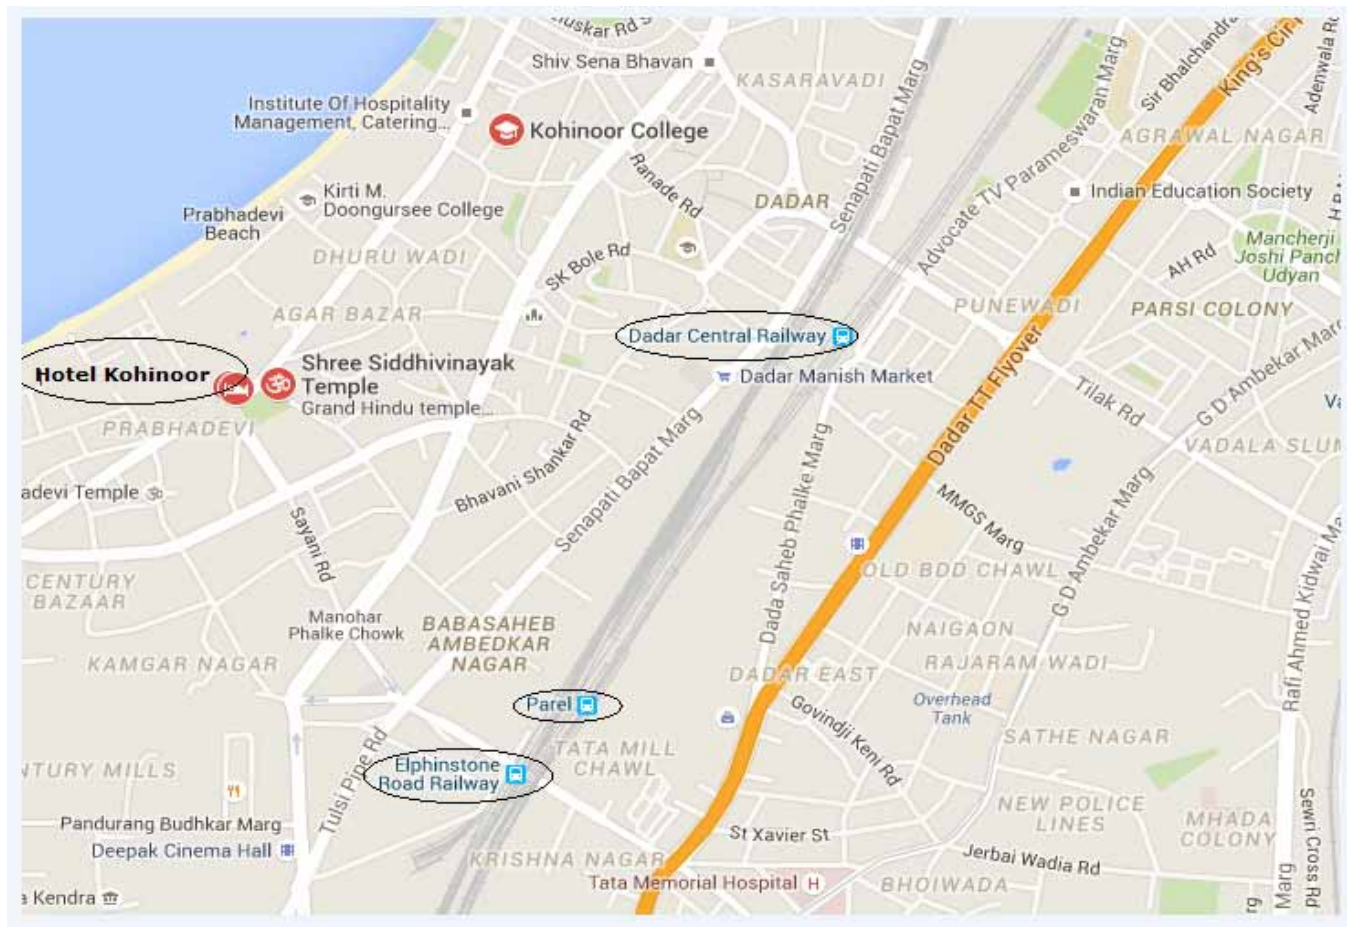 Shiv Sena Bhavan
KASARAVADI
Senapati Bapat Marg
Advocate TV Parameswaran Marg
Sir Bhalchandra
Adenwala Rd
AGRAWAL NAGAR
Institute Of Hospitality
Management, Catering...
Kohinoor College
Ranade Rd
DADAR
Indian Education Society
Kirti M.
Doongursee College
Prabhadevi
Beach
DHURU WADI
SK Bole Rd
AH Rd
Mancherji
Joshi Panch
Udyan
AGAR BAZAR
PUNEWADI
PARSI COLONY
Dadar Central Railway
Hotel Kohinoor
Shree Siddhivinayak
Temple
Grand Hindu temple...
Dadar Manish Market
Dadar TT Flyover
Tilak Rd
G D Ambekar Marg
PRABHADEVI
VADALA SLUM
adevi Temple
Bhavani Shankar Rd
Senapati Bapat Marg
Sayani Rd
Dada Saheb Phalke Marg
MMGS Marg
G D Ambekar Marg
Rafi Ahmed Kidwai Ma
OLD BDD CHAWL
CENTURY
BAZAAR
Manohar
Phalke Chowk
BABASAHEB
AMBEDKAR
NAGAR
NAIGAON
KAMGAR NAGAR
DADAR EAST
RAJARAM WADI
Parel
Govindji Keni Rd
Overhead
Tank
SATHE NAGAR
Elphinstone
Road Railway
TATA MILL
CHAWL
Tulsi Pipe Rd
NTURY MILLS
NEW POLICE
LINES
MHADA
COLONY
Sewri Cross Rd
Pandurang Budhkar Marg
Deepak Cinema Hall
St Xavier St
KRISHNA NAGAR
Jerbai Wadia Rd
Tata Memorial Hospital
BHOIWADA
a Kendra
Marg